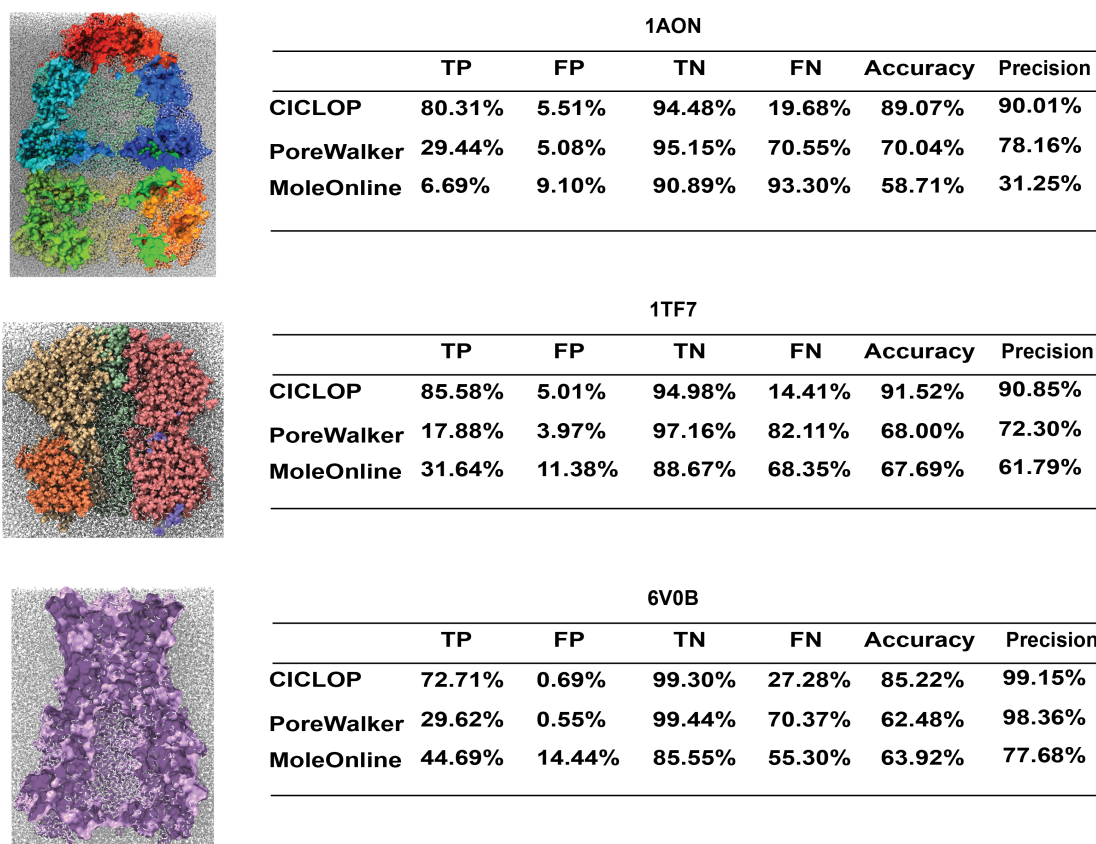 1AON
TP FP TN FN Accuracy Precision
CICLOP 80.31% 5.51% 94.48% 19.68% 89.07% 90.01%
PoreWalker 29.44% 5.08% 95.15% 70.55% 70.04% 78.16%
MoleOnline 6.69% 9.10% 90.89% 93.30% 58.71% 31.25%
1TF7
TP FP TN FN Accuracy Precision
CICLOP 85.58% 5.01% 94.98% 14.41% 91.52% 90.85%
PoreWalker 17.88% 3.97% 97.16% 82.11% 68.00% 72.30%
MoleOnline 31.64% 11.38% 88.67% 68.35% 67.69% 61.79%
6V0B
TP FP TN FN Accuracy Precision
CICLOP 72.71% 0.69% 99.30% 27.28% 85.22% 99.15%
PoreWalker 29.62% 0.55% 99.44% 70.37% 62.48% 98.36%
MoleOnline 44.69% 14.44% 85.55% 55.30% 63.92% 77.68%